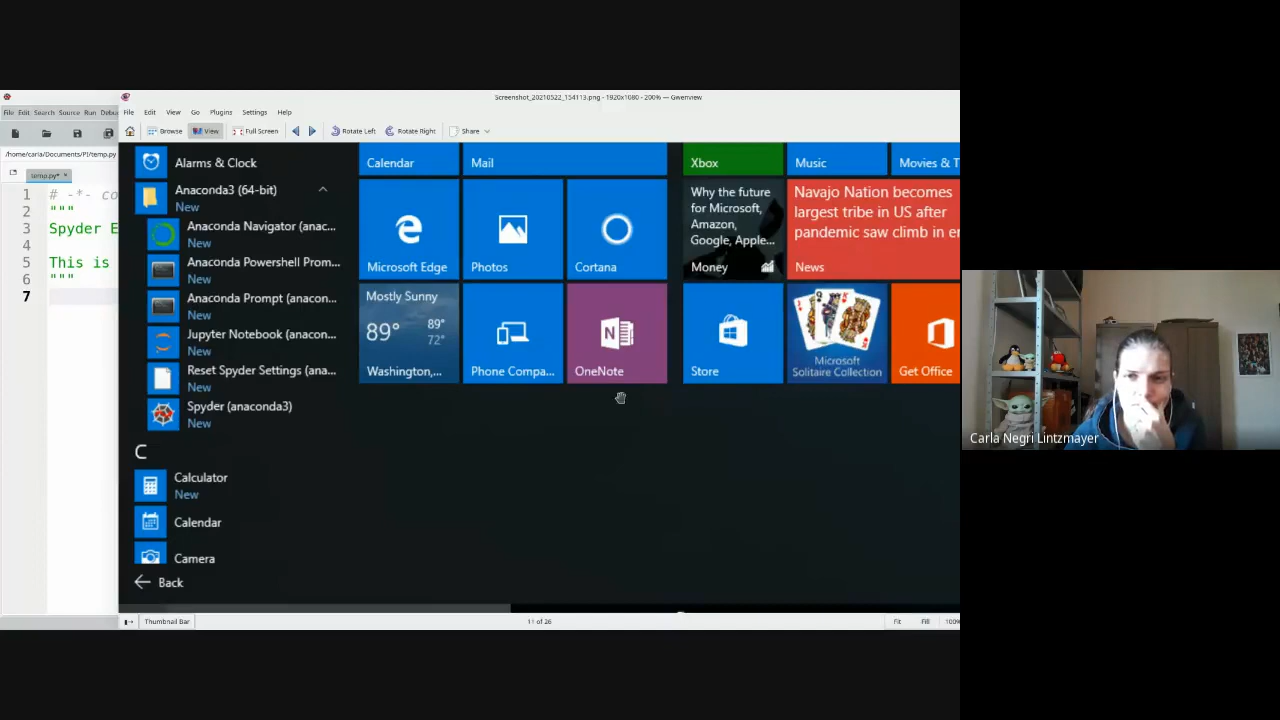 Screenshot_20210522_154113.png - 1920x1080 - 200% — Gwenview
File Edit Search Source Run Debu
File Edit View Go Plugins Settings Help
Browse View Full Screen Rotate Left Rotate Right Share
/home/carla/Documents/PI/temp.py
temp.py*
1 # -*- co
2 """
3 Spyder E
4
5 This is
6 """
7
Alarms & Clock
Anaconda3 (64-bit)
New
Anaconda Navigator (anac...
New
Anaconda Powershell Prom...
New
Anaconda Prompt (anacon...
New
Jupyter Notebook (anacon...
New
Reset Spyder Settings (ana...
New
Spyder (anaconda3)
New
C
Calculator
New
Calendar
Camera
Back
Calendar
Mail
Microsoft Edge
Photos
Cortana
Mostly Sunny
89°
89°
72°
Washington,...
Phone Compa...
OneNote
Xbox
Music
Movies & T
Why the future
for Microsoft,
Amazon,
Google, Apple...
Money
Navajo Nation becomes
largest tribe in US after
pandemic saw climb in e
News
Store
Microsoft
Solitaire Collection
Get Office
Thumbnail Bar
11 of 26
Fit Fill 100%
Carla Negri Lintzmayer